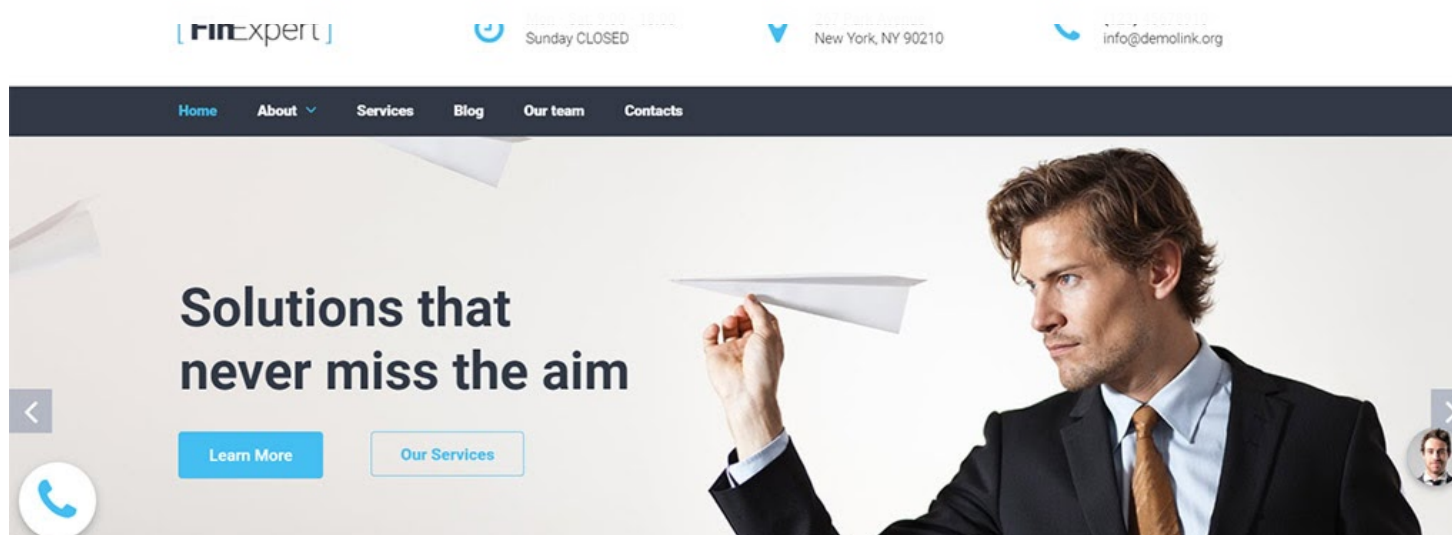 [ FinExpert ]
Sunday CLOSED
New York, NY 90210
info@demolink.org
Home About Services Blog Our team Contacts
Solutions that
never miss the aim
Learn More Our Services